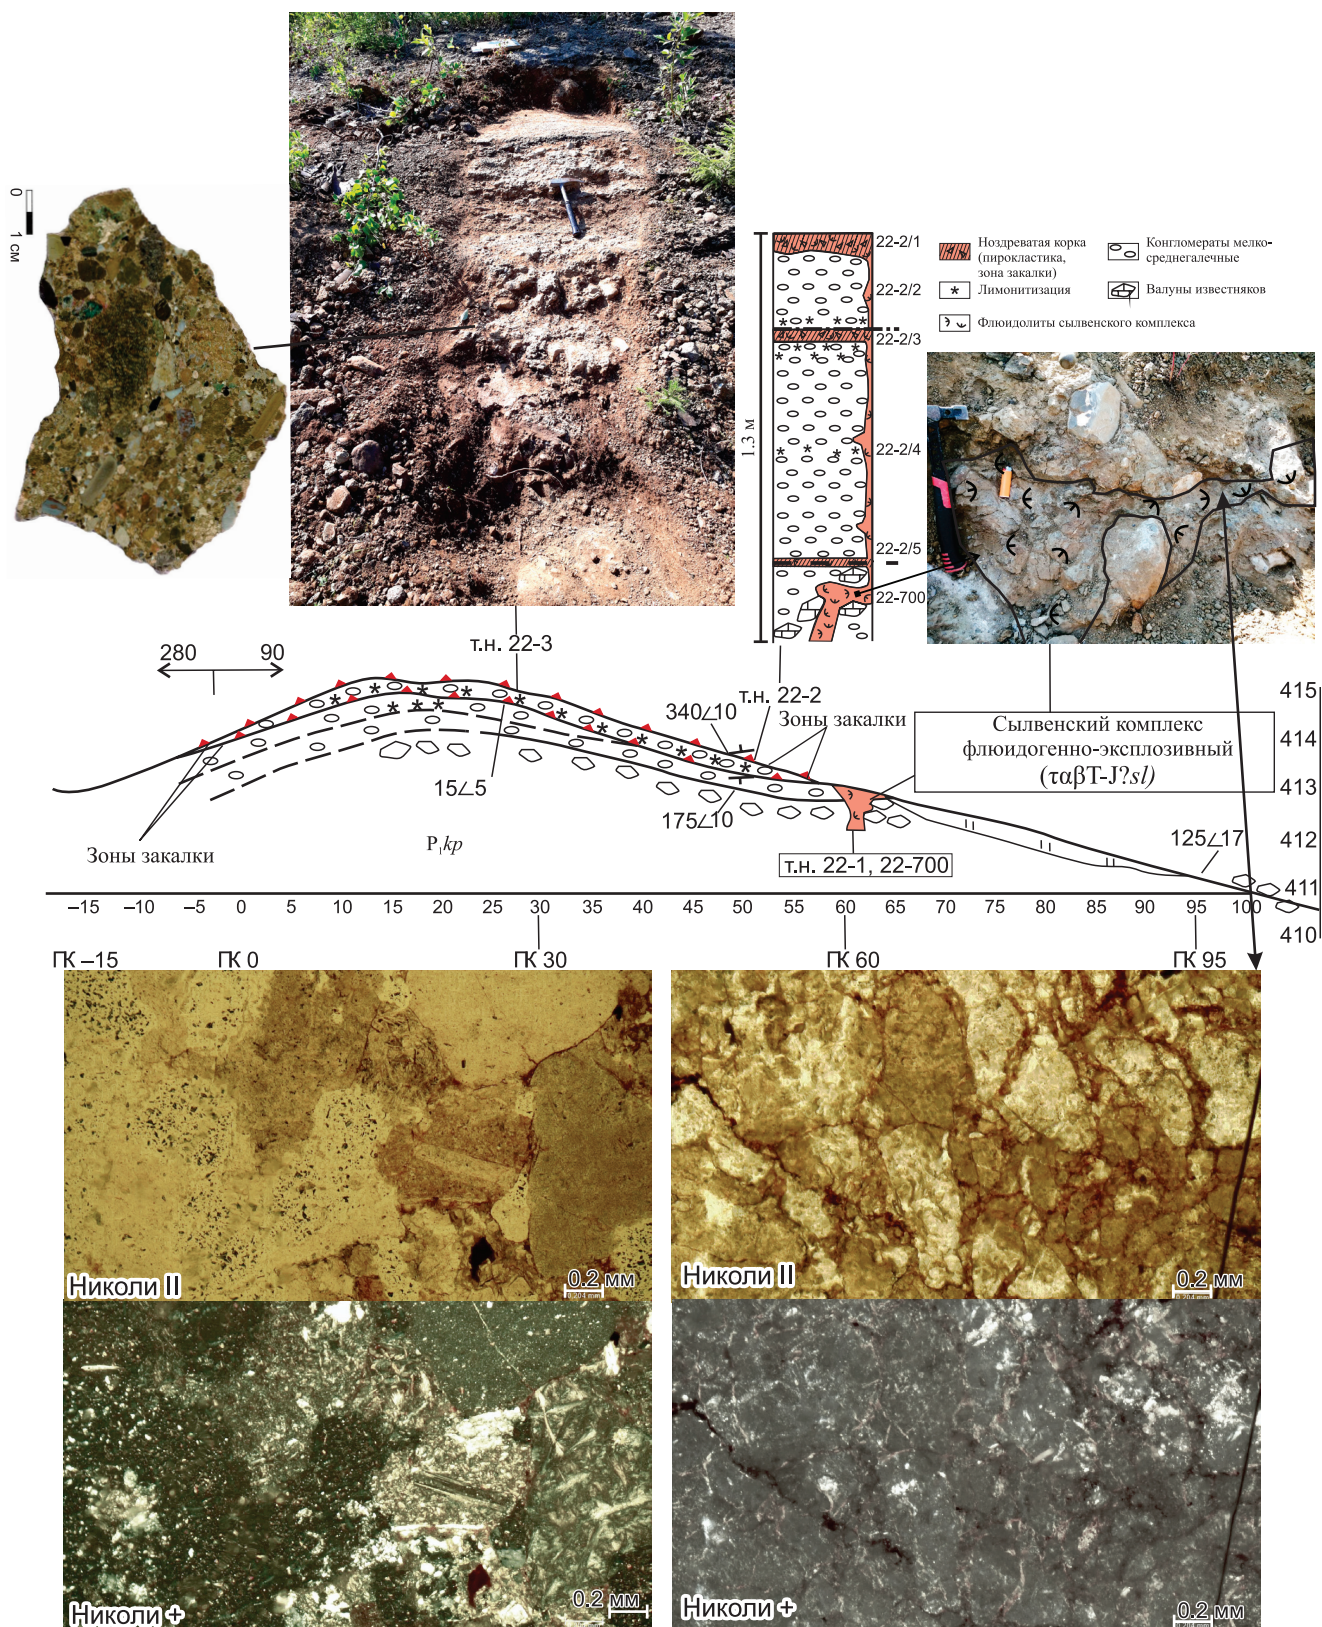 0
1 см
22-2/1
22-2/2
22-2/3
22-2/4
22-2/5
22-700
1.3 м
Ноздреватая корка
(пирокластика,
зона закалки)
Лимонитизация
Флюидолиты сылвенского комплекса
Конгломераты мелко-
среднегалечные
Валуны известняков
280
90
т.н. 22-3
340∠10
т.н. 22-2
Зоны закалки
Сылвенский комплекс
флюидогенно-эксплозивный
(ταβT-J?sl)
415
414
413
412
411
410
15∠5
175∠10
125∠17
Зоны закалки
P₁kp
т.н. 22-1, 22-700
–15 –10 –5 0 5 10 15 20 25 30 35 40 45 50 55 60 65 70 75 80 85 90 95 100
ПК –15 ПК 0 ПК 30 ПК 60 ПК 95
Николи II
0.2 мм
0.204 mm
Николи II
0.2 мм
0.204 mm
Николи +
0.2 мм
Николи +
0.2 мм